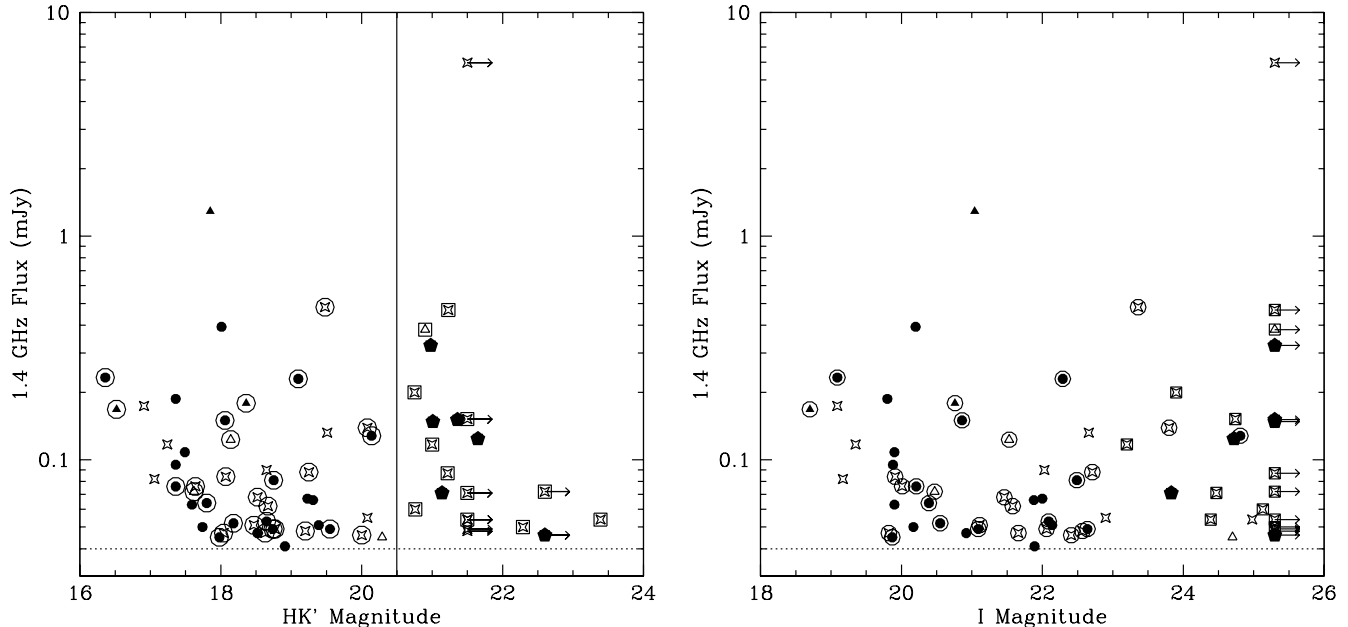 10
1
0.1
1.4 GHz Flux (mJy)
16 18 20 22 24
HK' Magnitude
10
1
0.1
1.4 GHz Flux (mJy)
18 20 22 24 26
I Magnitude